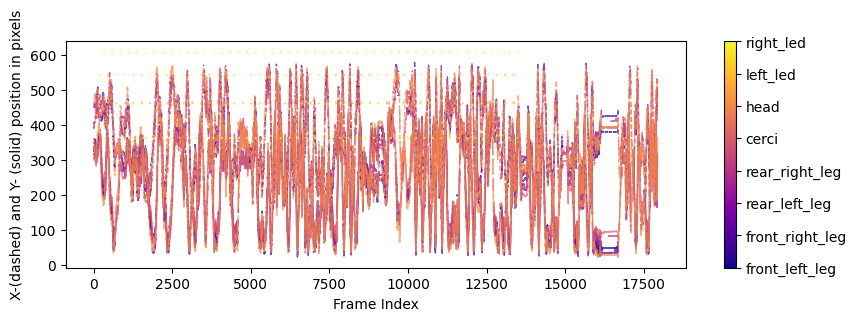 X-(dashed) and Y- (solid) position in pixels
600
500
400
300
200
100
0
0
2500
5000
7500
10000
12500
15000
17500
Frame Index
right_led
left_led
head
cerci
rear_right_leg
rear_left_leg
front_right_leg
front_left_leg